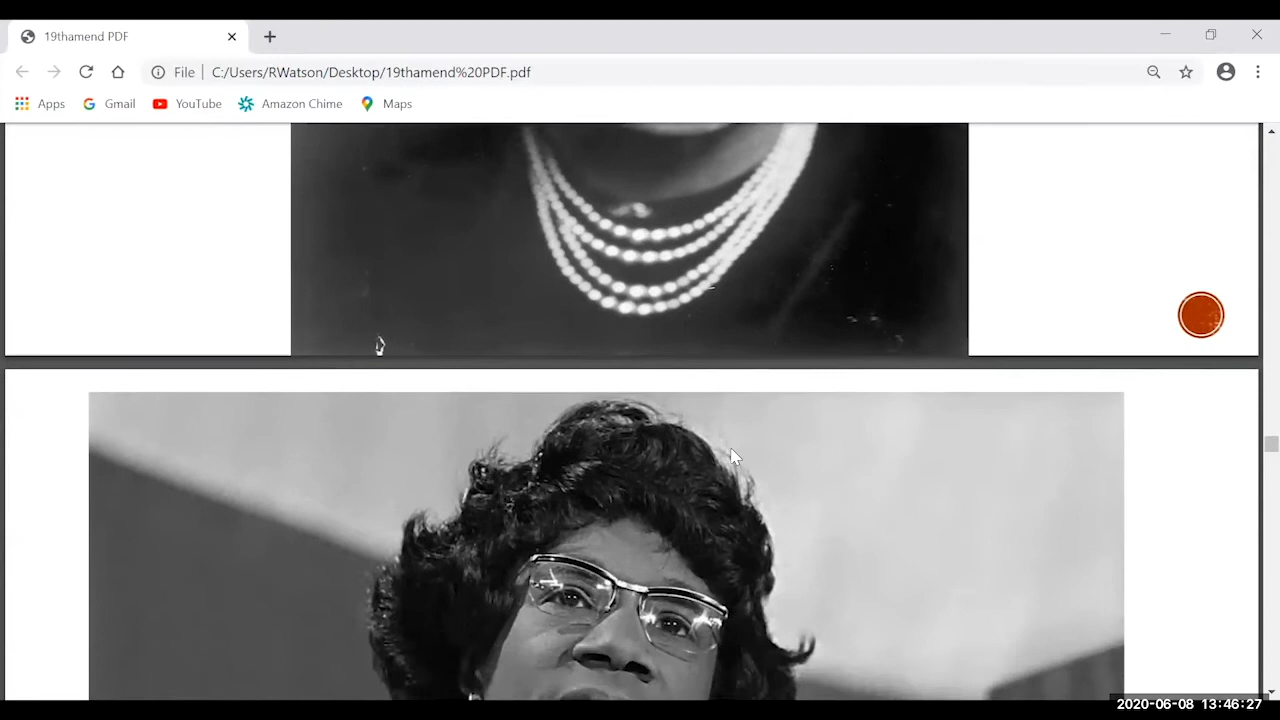 19thamend PDF
File C:/Users/RWatson/Desktop/19thamend%20PDF.pdf
Apps Gmail YouTube Amazon Chime Maps
2020-06-08 13:46:27